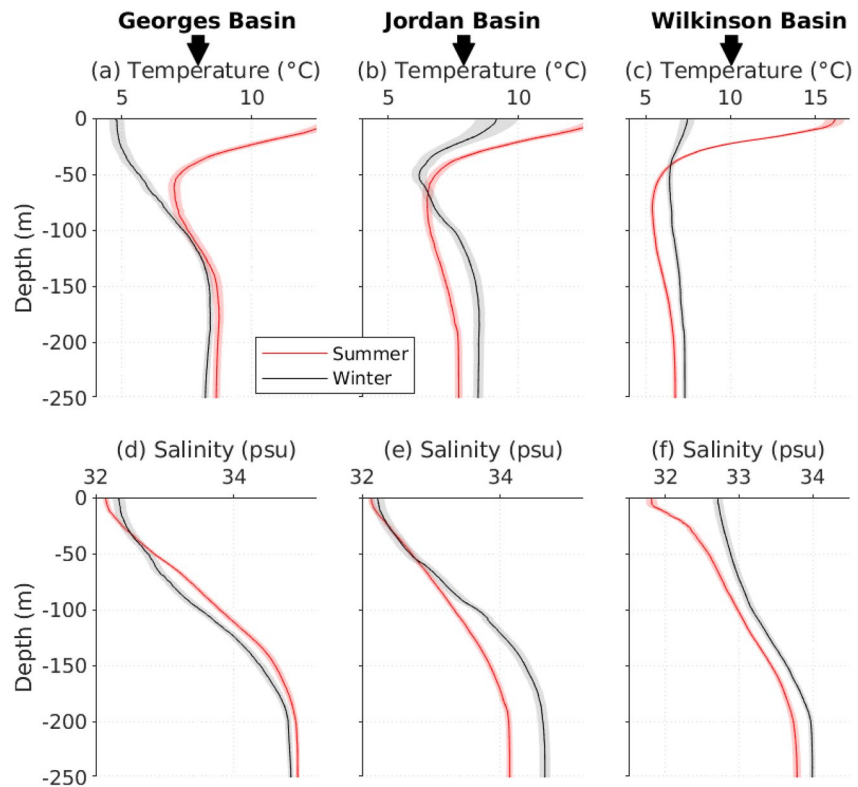 Georges Basin Jordan Basin Wilkinson Basin
(a) Temperature (°C) (b) Temperature (°C) (c) Temperature (°C)
5 10 5 10 5 10 15
0
-50
-100
-150
-200
-250
Depth (m)
Summer
Winter
(d) Salinity (psu) (e) Salinity (psu) (f) Salinity (psu)
32 34 32 34 32 33 34
0
-50
-100
-150
-200
-250
Depth (m)